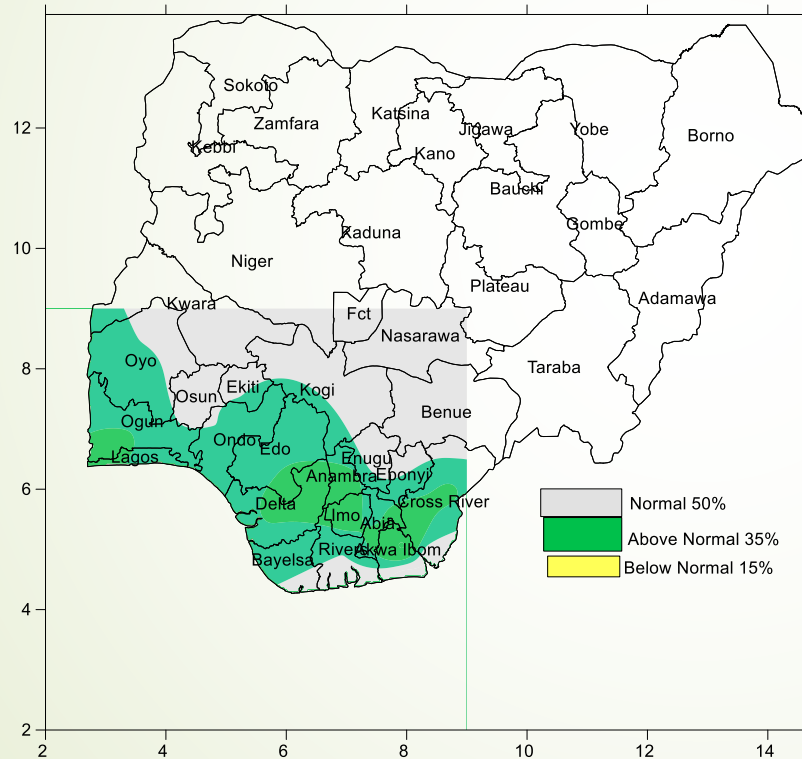 Sokoto
Zamfara
Katsina
Kebbi
Kano
Jigawa
Yobe
Borno
Bauchi
Gombe
Kaduna
Niger
Plateau
Adamawa
Kwara
Fct
Nasarawa
Taraba
Oyo
Osun
Ekiti
Kogi
Benue
Ogun
Ondo
Edo
Lagos
Enugu
Anambra
Ebonyi
Delta
Imo
Abia
Cross River
Bayelsa
Rivers
Akwa Ibom
Normal 50%
Above Normal 35%
Below Normal 15%
12
10
8
6
4
2
2 4 6 8 10 12 14